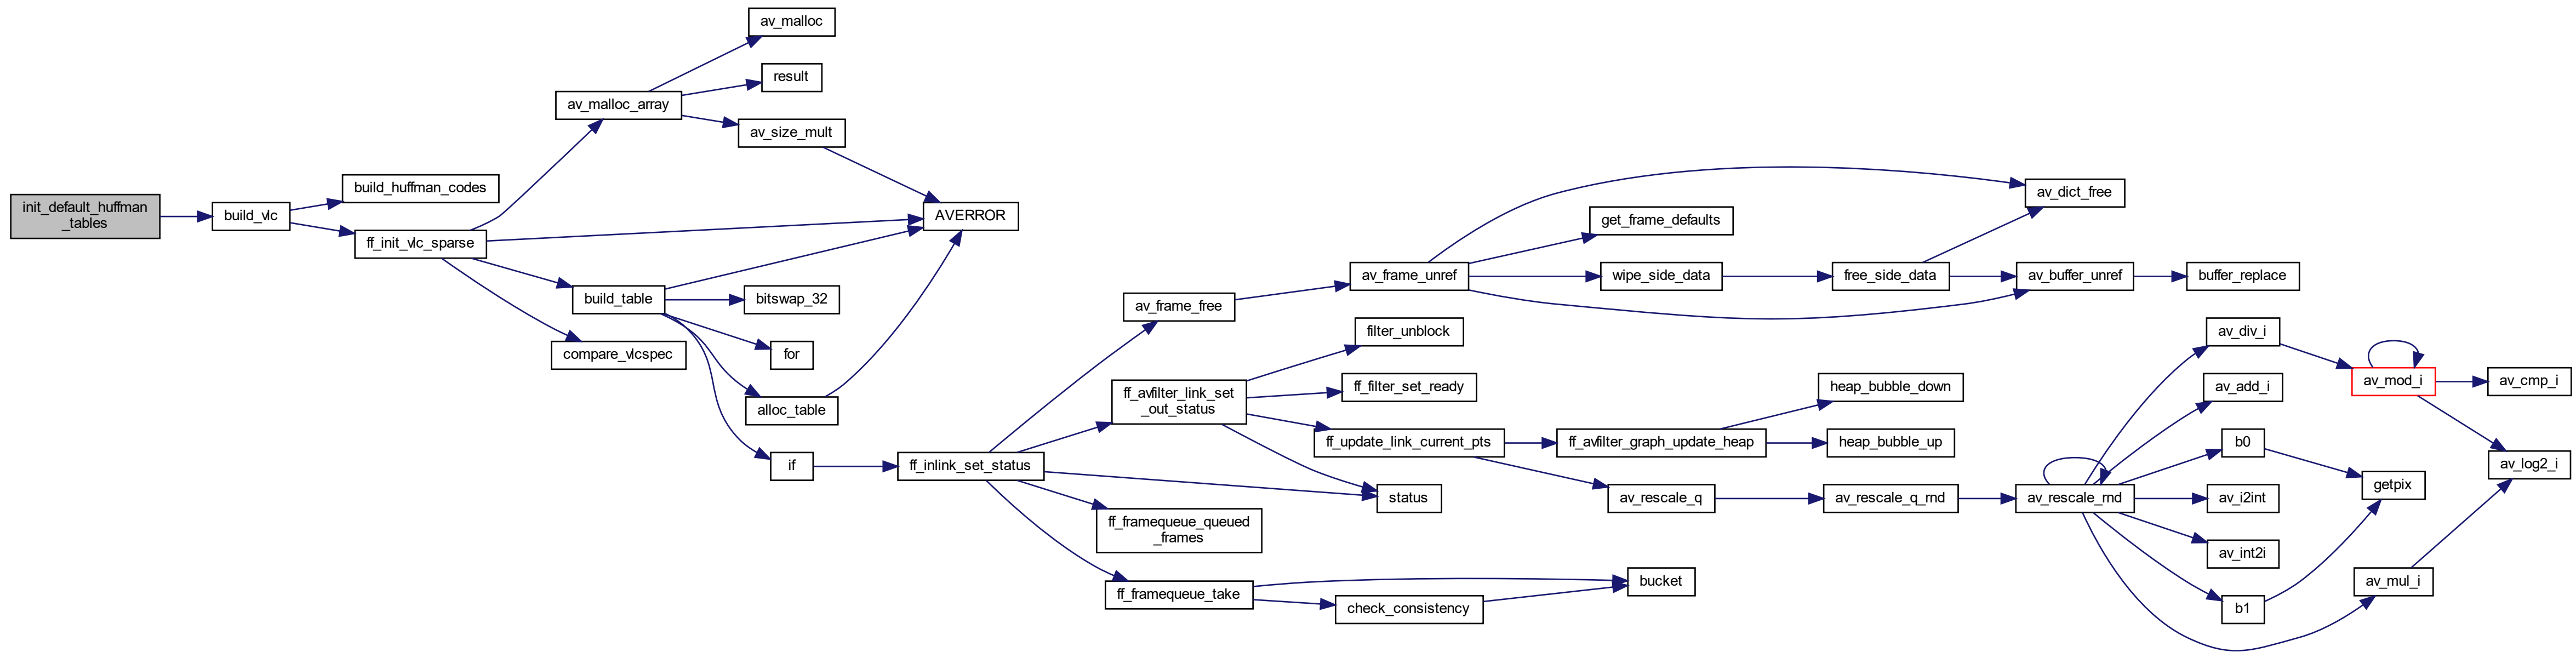 init_default_huffman
_tables
build_vlc
build_huffman_codes
ff_init_vlc_sparse
av_malloc_array
av_malloc
result
av_size_mult
AVERROR
build_table
bitswap_32
for
alloc_table
if
compare_vlcspec
ff_inlink_set_status
av_frame_free
av_frame_unref
av_dict_free
get_frame_defaults
wipe_side_data
free_side_data
av_buffer_unref
buffer_replace
ff_avfilter_link_set
_out_status
filter_unblock
ff_filter_set_ready
ff_update_link_current_pts
ff_avfilter_graph_update_heap
heap_bubble_down
heap_bubble_up
status
av_rescale_q
av_rescale_q_rnd
av_rescale_rnd
av_div_i
av_add_i
b0
av_i2int
av_int2i
b1
av_mod_i
av_cmp_i
av_log2_i
getpix
av_mul_i
ff_framequeue_queued
_frames
ff_framequeue_take
check_consistency
bucket